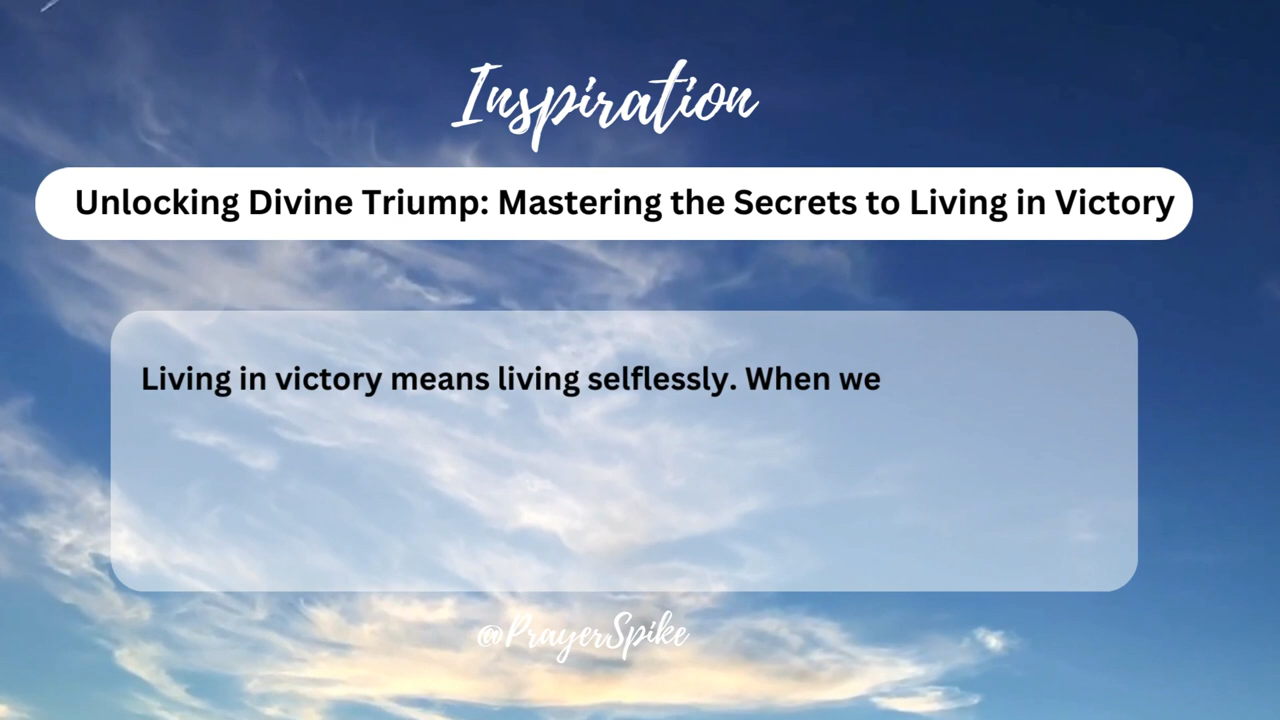 Inspiration
Unlocking Divine Triump: Mastering the Secrets to Living in Victory
Living in victory means living selflessly. When we
@PrayerSpike